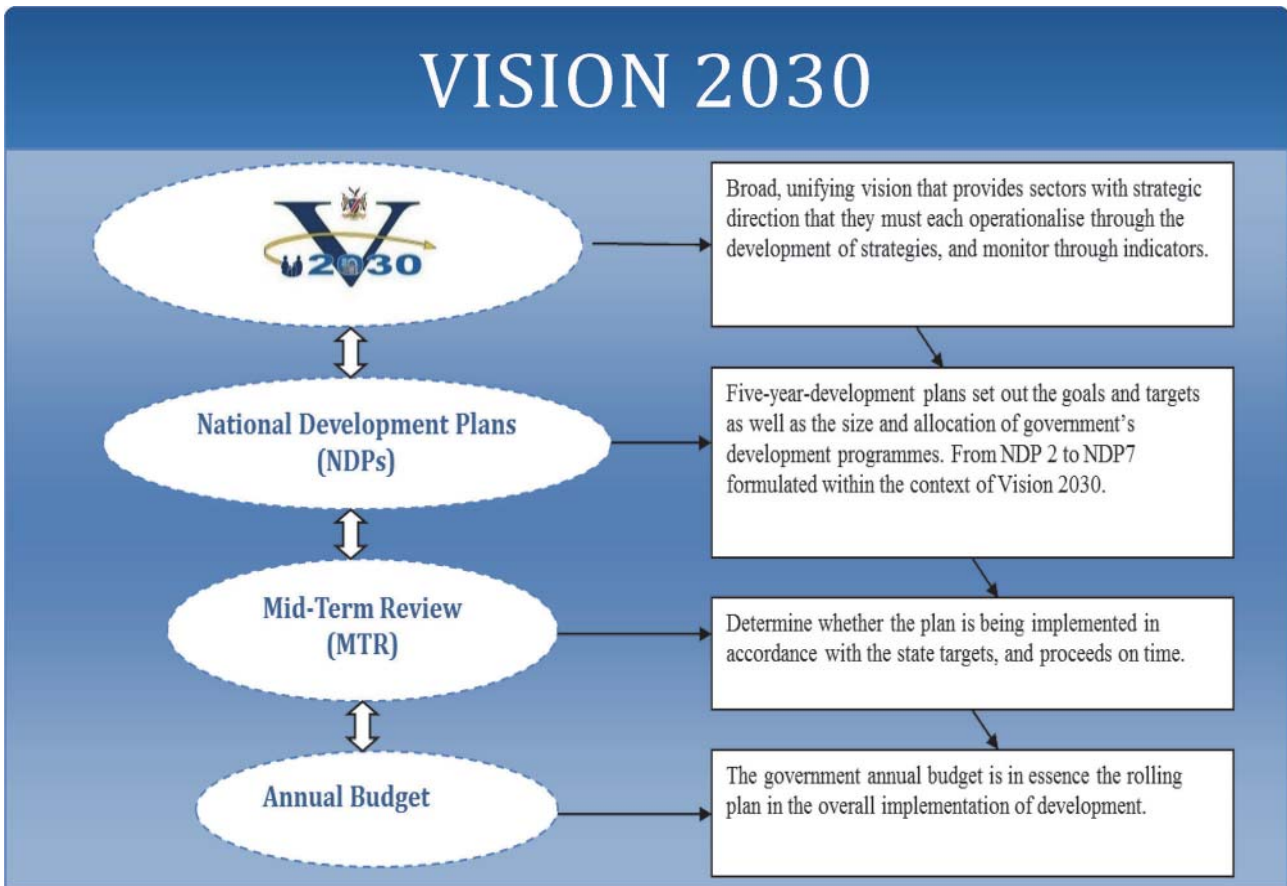 VISION 2030
V
2030
Broad, unifying vision that provides sectors with strategic
direction that they must each operationalise through the
development of strategies, and monitor through indicators.
National Development Plans
(NDPs)
Five-year-development plans set out the goals and targets
as well as the size and allocation of government's
development programmes. From NDP 2 to NDP7
formulated within the context of Vision 2030.
Mid-Term Review
(MTR)
Determine whether the plan is being implemented in
accordance with the state targets, and proceeds on time.
Annual Budget
The government annual budget is in essence the rolling
plan in the overall implementation of development.